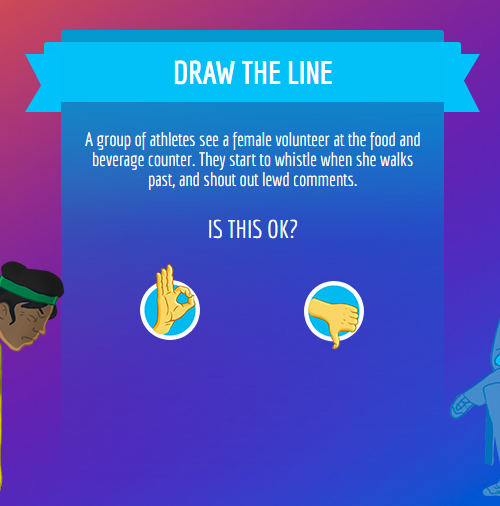 DRAW THE LINE
A group of athletes see a female volunteer at the food and
beverage counter. They start to whistle when she walks
past, and shout out lewd comments.
IS THIS OK?